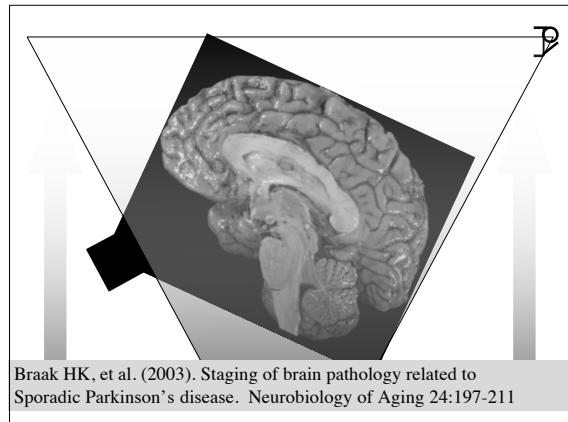 Braak HK, et al. (2003). Staging of brain pathology related to
Sporadic Parkinson’s disease. Neurobiology of Aging 24:197-211